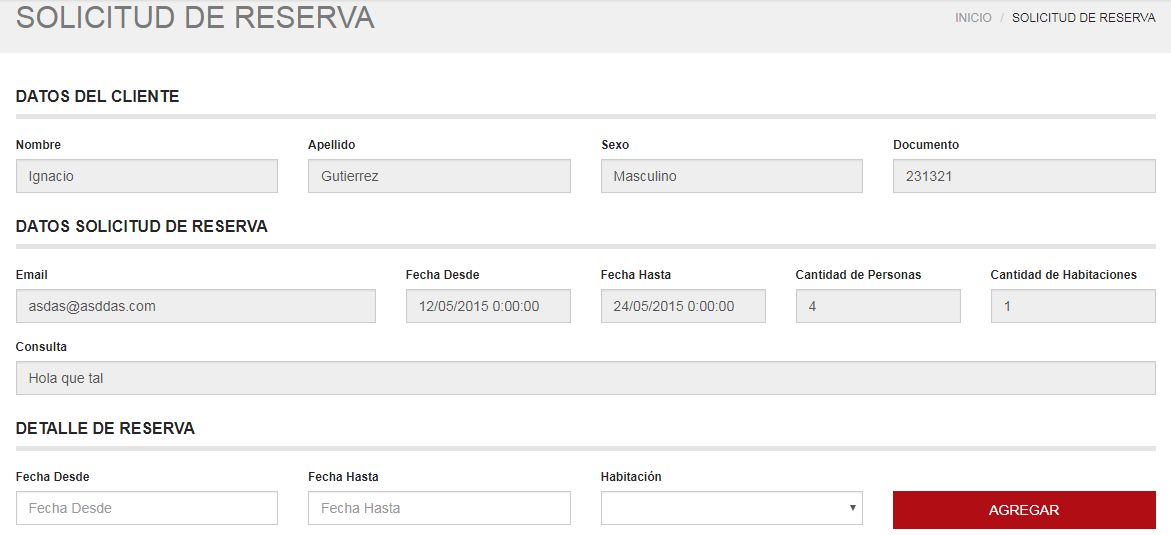 SOLICITUD DE RESERVA
INICIO / SOLICITUD DE RESERVA
DATOS DEL CLIENTE
Nombre Apellido Sexo Documento
Ignacio Gutierrez Masculino 231321
DATOS SOLICITUD DE RESERVA
Email Fecha Desde Fecha Hasta Cantidad de Personas Cantidad de Habitaciones
asdas@asddas.com 12/05/2015 0:00:00 24/05/2015 0:00:00 4 1
Consulta
Hola que tal
DETALLE DE RESERVA
Fecha Desde Fecha Hasta Habitación
Fecha Desde Fecha Hasta AGREGAR